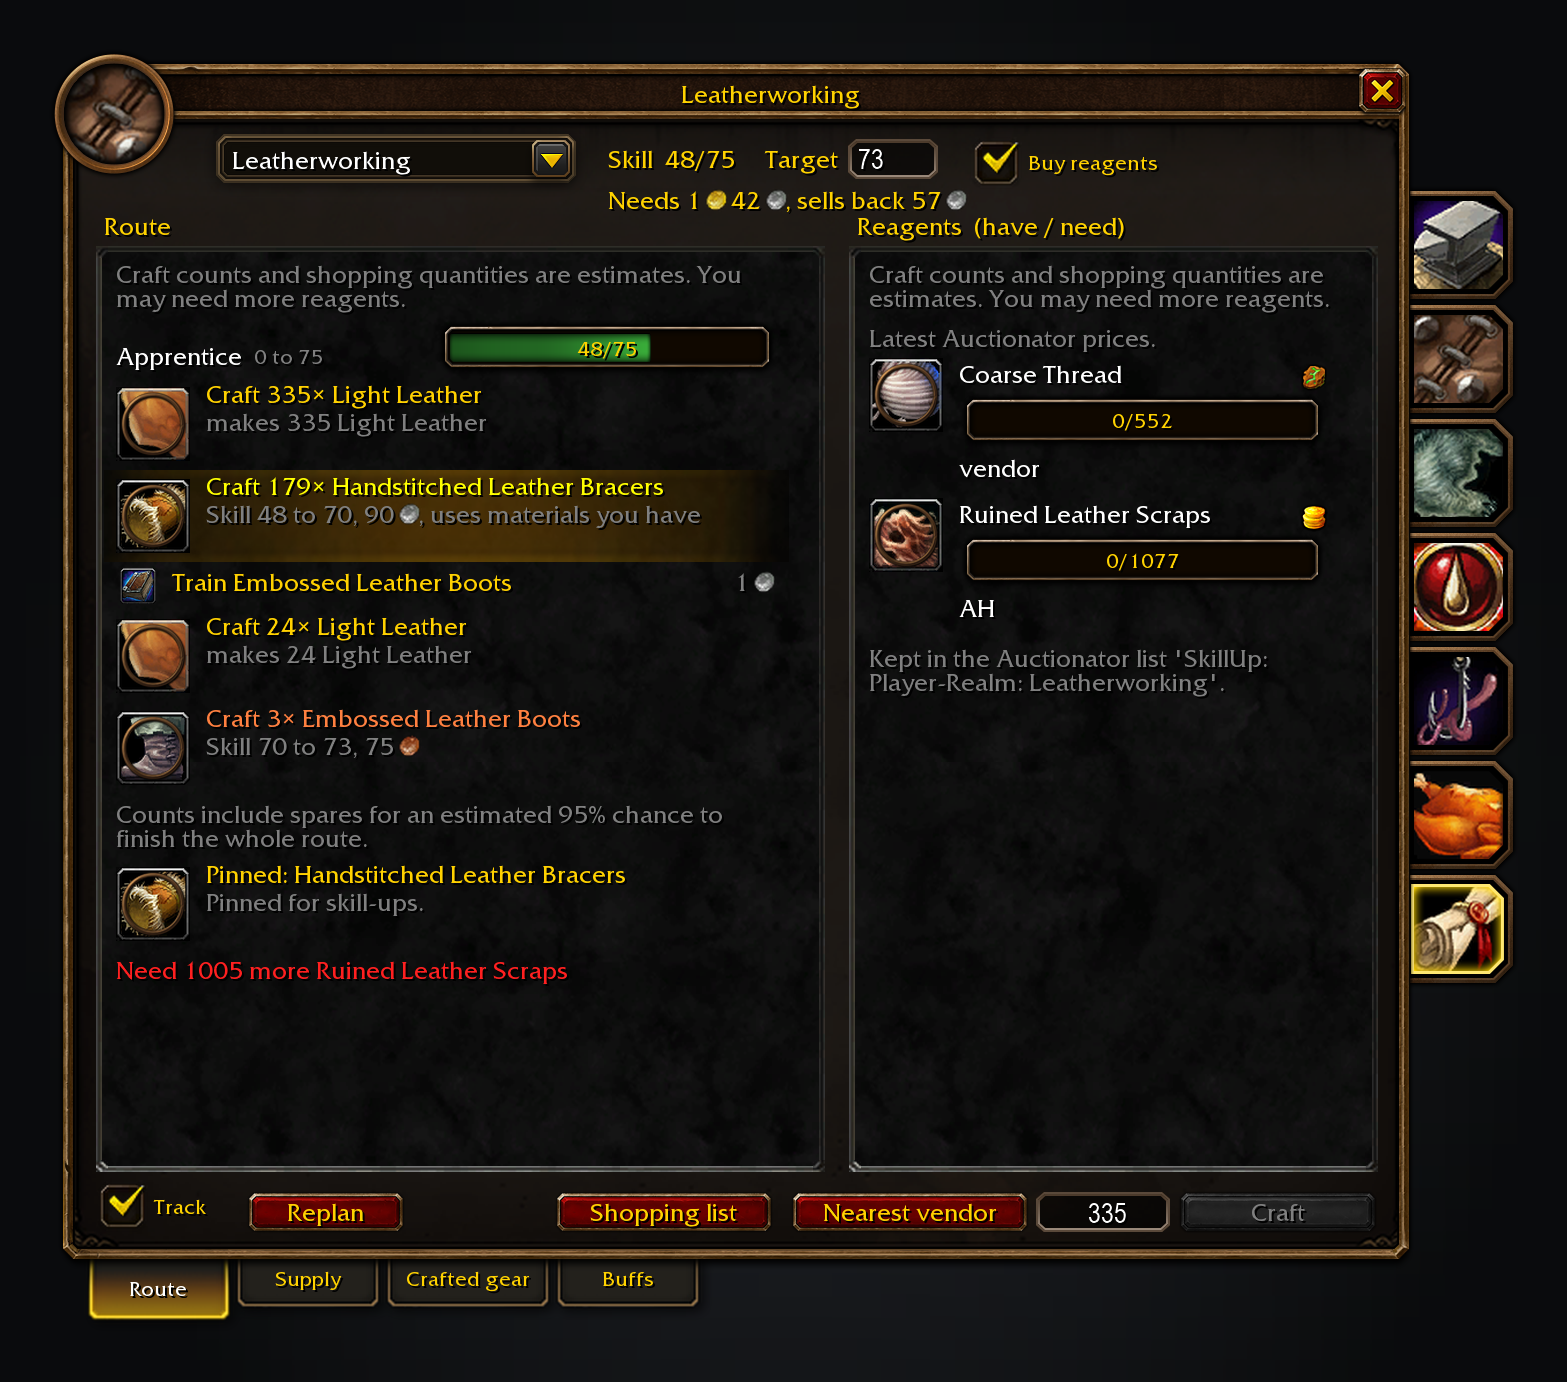 Leatherworking
Leatherworking
Skill 48/75 Target 73 Buy reagents
Needs 1 42 , sells back 57
Route
Craft counts and shopping quantities are estimates. You
may need more reagents.
Apprentice 0 to 75 48/75
Craft 335× Light Leather
makes 335 Light Leather
Craft 179× Handstitched Leather Bracers
Skill 48 to 70, 90 , uses materials you have
Train Embossed Leather Boots 1
Craft 24× Light Leather
makes 24 Light Leather
Craft 3× Embossed Leather Boots
Skill 70 to 73, 75
Counts include spares for an estimated 95% chance to
finish the whole route.
Pinned: Handstitched Leather Bracers
Pinned for skill-ups.
Need 1005 more Ruined Leather Scraps
Reagents (have / need)
Craft counts and shopping quantities are
estimates. You may need more reagents.
Latest Auctionator prices.
Coarse Thread
0/552
vendor
Ruined Leather Scraps
0/1077
AH
Kept in the Auctionator list 'SkillUp:
Player-Realm: Leatherworking'.
Track Replan Shopping list Nearest vendor 335 Craft
Route Supply Crafted gear Buffs